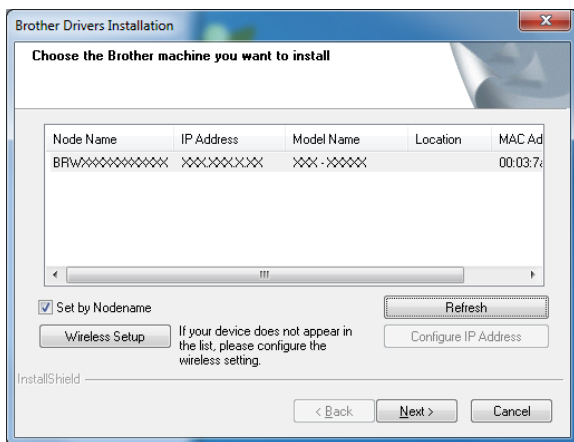 Brother Drivers Installation
Choose the Brother machine you want to install
Node Name IP Address Model Name Location MAC Ad
BRWXXXXXXXXXXXX XXX.XXX.X.XX XXX - XXXXX 00:03:7a
Set by Nodename
Refresh
Wireless Setup
If your device does not appear in
the list, please configure the
wireless setting.
Configure IP Address
InstallShield
< Back
Next >
Cancel